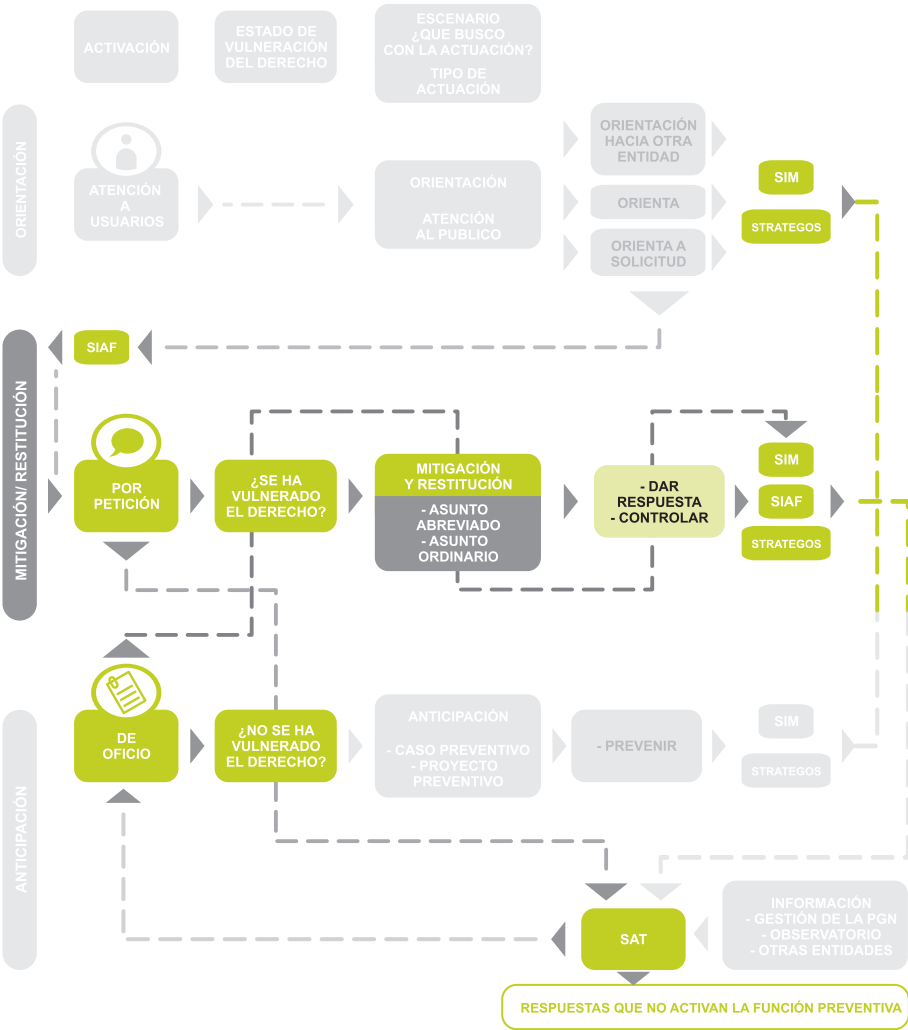 ACTIVACIÓN
ESTADO DE
VULNERACIÓN
DEL DERECHO
ESCENARIO
¿QUE BUSCO
CON LA ACTUACIÓN?
TIPO DE
ACTUACIÓN
ORIENTACIÓN
ATENCIÓN
A
USUARIOS
ORIENTACIÓN
ATENCIÓN
AL PUBLICO
ORIENTACIÓN
HACIA OTRA
ENTIDAD
ORIENTA
ORIENTA A
SOLICITUD
SIM
STRATEGOS
MITIGACIÓN/ RESTITUCIÓN
SIAF
POR
PETICIÓN
¿SE HA
VULNERADO
EL DERECHO?
MITIGACIÓN
Y RESTITUCIÓN
- ASUNTO
ABREVIADO
- ASUNTO
ORDINARIO
- DAR
RESPUESTA
- CONTROLAR
SIM
SIAF
STRATEGOS
ANTICIPACIÓN
DE
OFICIO
¿NO SE HA
VULNERADO
EL DERECHO?
ANTICIPACIÓN
- CASO PREVENTIVO
- PROYECTO
PREVENTIVO
- PREVENIR
SIM
STRATEGOS
SAT
INFORMACIÓN
- GESTIÓN DE LA PGN
- OBSERVATORIO
- OTRAS ENTIDADES
RESPUESTAS QUE NO ACTIVAN LA FUNCIÓN PREVENTIVA